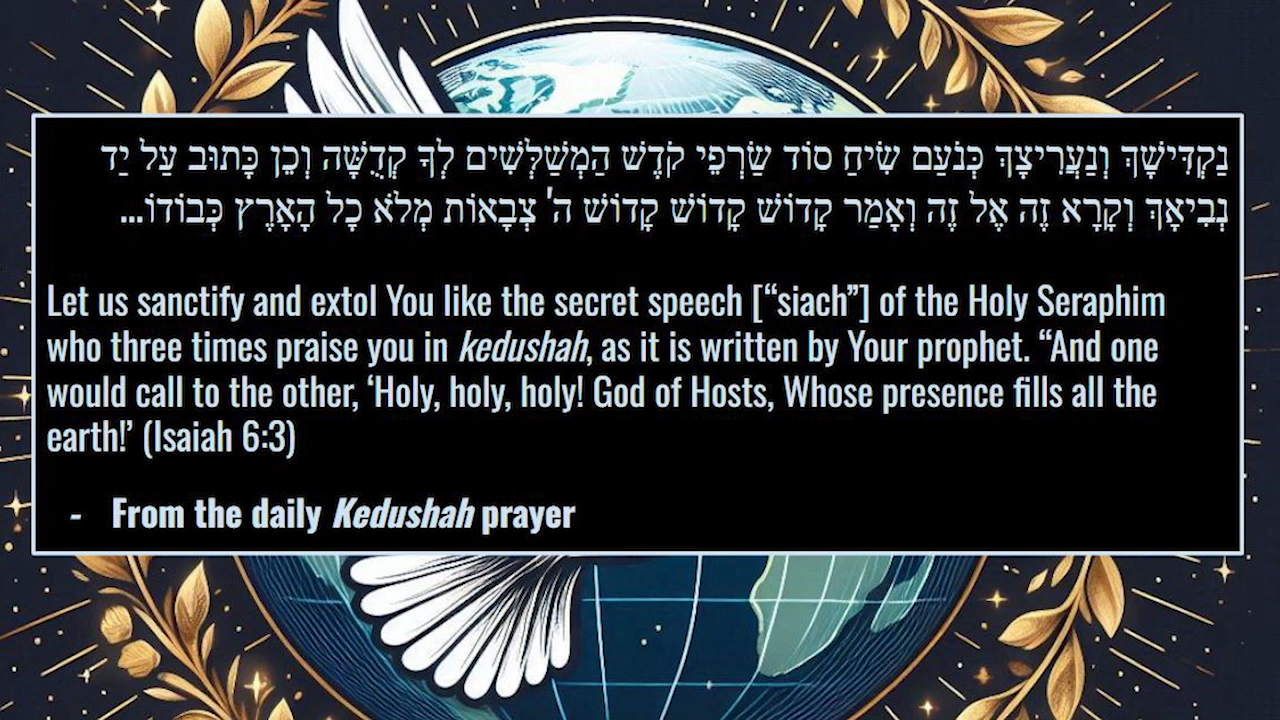 נַקְדִּישָׁךְ וְנַעֲרִיצָךְ כְּנֹעַם שִׂיחַ סוֹד שַׂרְפֵי קֹדֶשׁ הַמְשַׁלְּשִׁים לְךָ קְדֻשָּׁה וְכֵן כָּתוּב עַל יַד
נְבִיאָךְ וְקָרָא זֶה אֶל זֶה וְאָמַר קָדוֹשׁ קָדוֹשׁ קָדוֹשׁ ה' צְבָאוֹת מְלֹא כָל הָאָרֶץ כְּבוֹדוֹ...
Let us sanctify and extol You like the secret speech [“siach”] of the Holy Seraphim
who three times praise you in kedushah, as it is written by Your prophet. “And one
would call to the other, ‘Holy, holy, holy! God of Hosts, Whose presence fills all the
earth!’ (Isaiah 6:3)
- From the daily Kedushah prayer